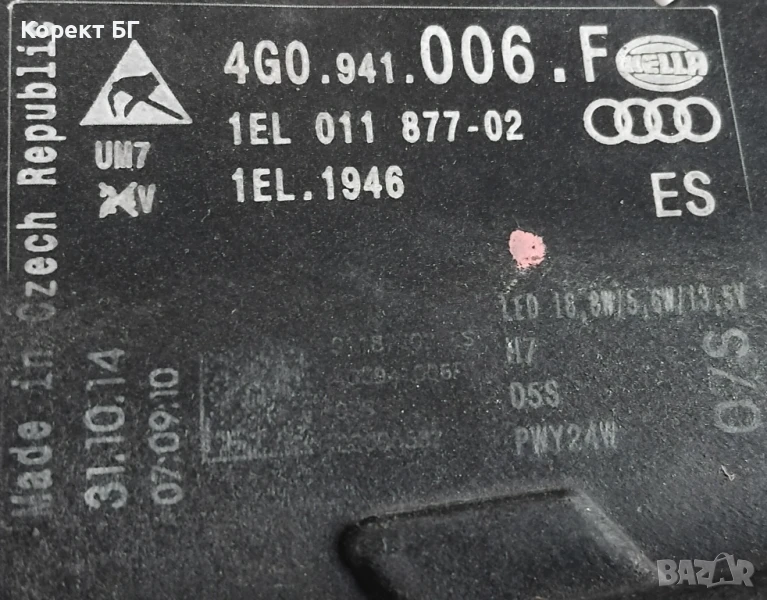 Корект БГ
4G0.941.006.F
HELLA
1EL 011 877-02
UM7
1EL.1946
ES
Made in Czech Republic
31.10.14
07:09:10
LED 18,8W/5,6W/13,5V
H7
D5S
PWY24W
S/O
BAZAR